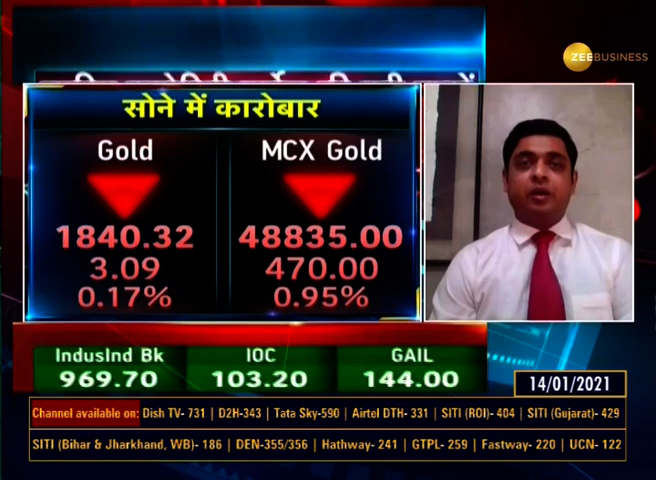 ZEEBUSINESS
सोने में कारोबार
Gold MCX Gold
1840.32 48835.00
3.09 470.00
0.17% 0.95%
IndusInd Bk IOC GAIL
969.70 103.20 144.00
14/01/2021
Channel available on: Dish TV- 731 | D2H-343 | Tata Sky-590 | Airtel DTH- 331 | SITI (ROI)- 404 | SITI (Gujarat)- 429
SITI (Bihar & Jharkhand, WB)- 186 | DEN-355/356 | Hathway- 241 | GTPL- 259 | Fastway- 220 | UCN- 122